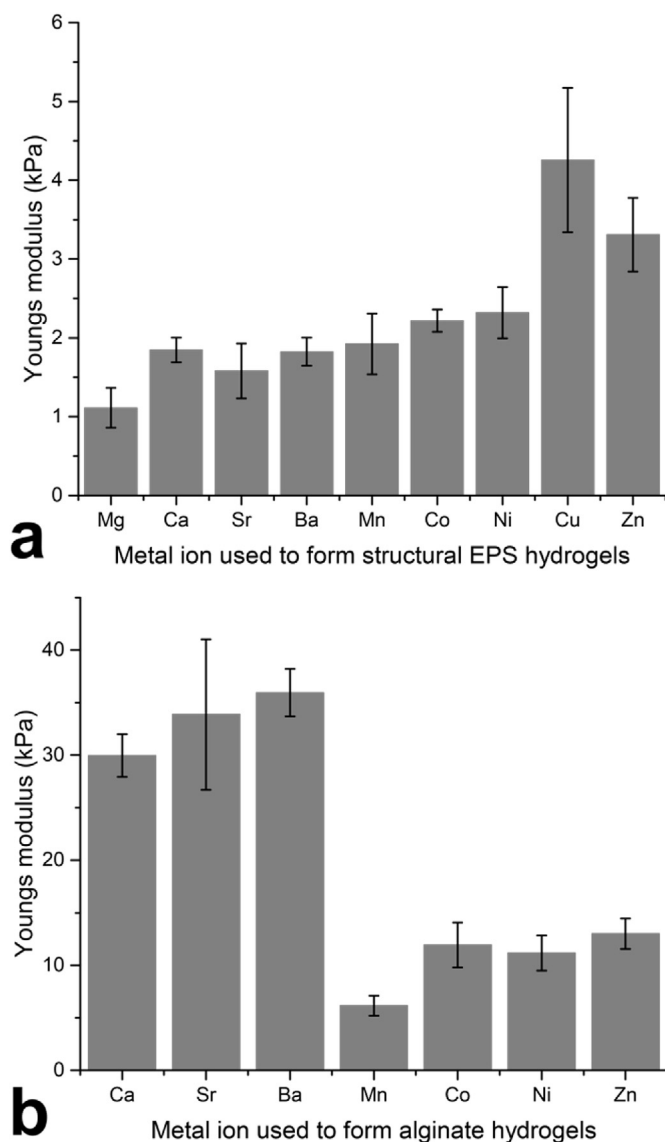 Youngs modulus (kPa)
6
5
4
3
2
1
0
Mg Ca Sr Ba Mn Co Ni Cu Zn
a
Metal ion used to form structural EPS hydrogels
Youngs modulus (kPa)
40
30
20
10
0
Ca Sr Ba Mn Co Ni Zn
b
Metal ion used to form alginate hydrogels